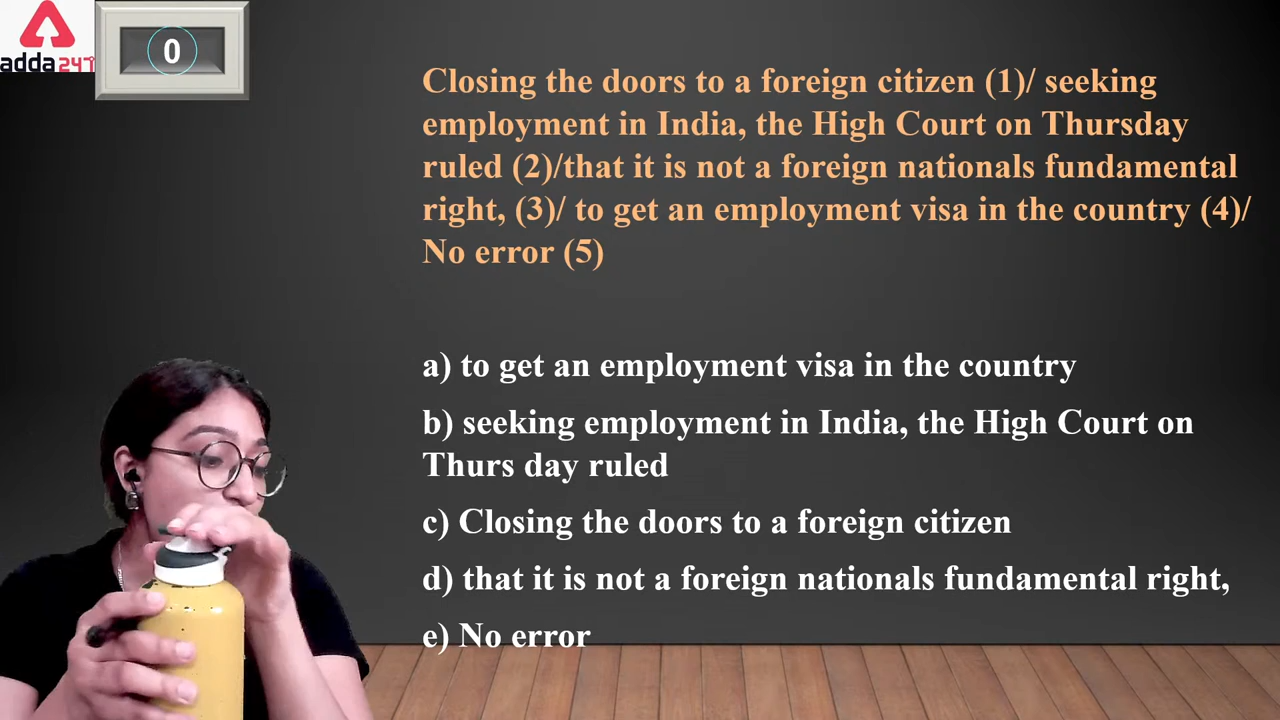 adda247
0
Closing the doors to a foreign citizen (1)/ seeking
employment in India, the High Court on Thursday
ruled (2)/that it is not a foreign nationals fundamental
right, (3)/ to get an employment visa in the country (4)/
No error (5)
a) to get an employment visa in the country
b) seeking employment in India, the High Court on
Thurs day ruled
c) Closing the doors to a foreign citizen
d) that it is not a foreign nationals fundamental right,
e) No error